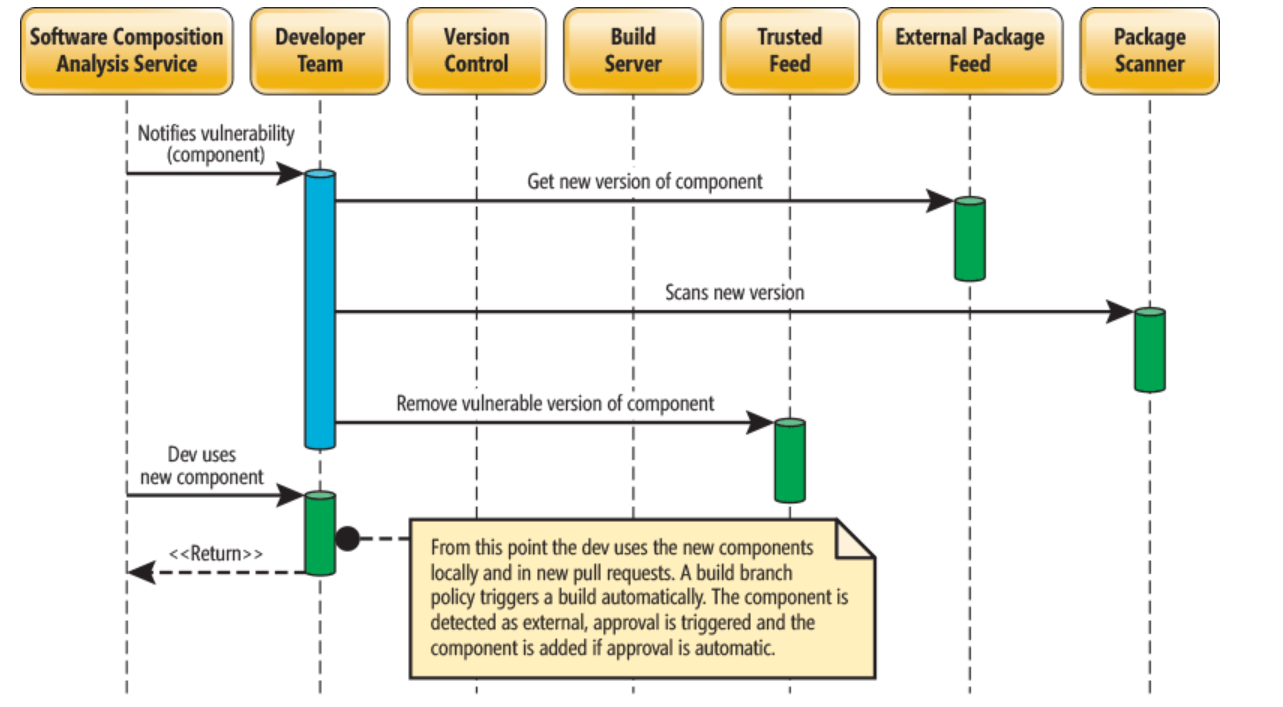 Software Composition
Analysis Service
Developer
Team
Version
Control
Build
Server
Trusted
Feed
External Package
Feed
Package
Scanner
Notifies vulnerability
(component)
Get new version of component
Scans new version
Remove vulnerable version of component
Dev uses
new component
<<Return>>
From this point the dev uses the new components
locally and in new pull requests. A build branch
policy triggers a build automatically. The component is
detected as external, approval is triggered and the
component is added if approval is automatic.